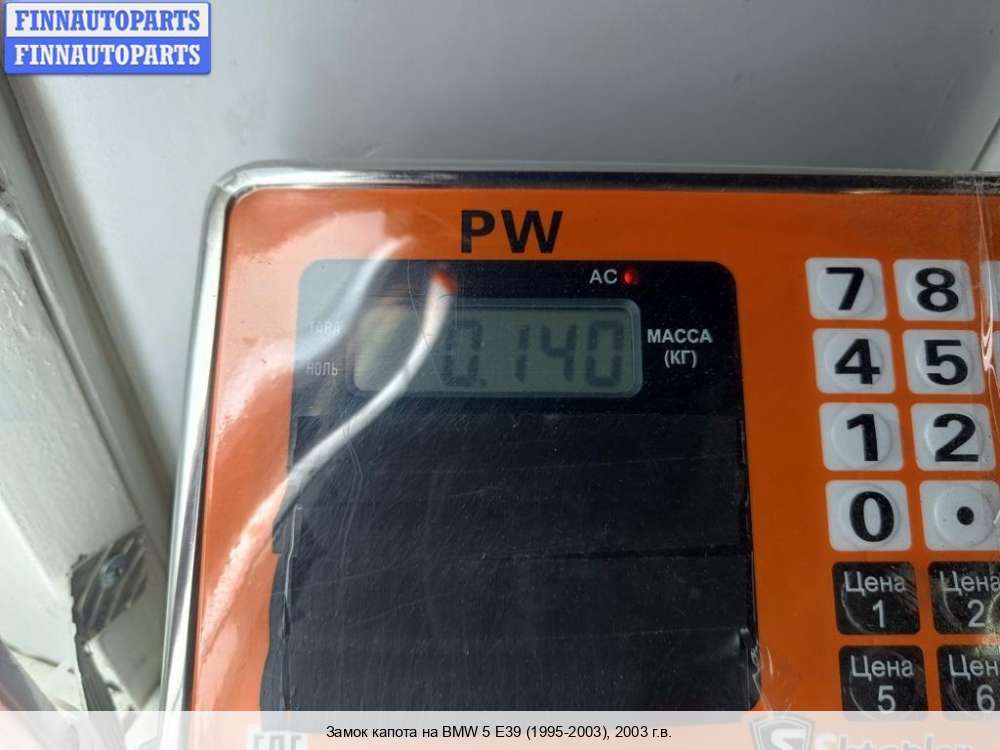 FINNAUTOPARTS
FINNAUTOPARTS
PW
AC
ТАРА
0.140
МАССА
(КГ)
НОЛЬ
7 8
4 5
1 2
0 .
Цена Цена
1 2
Цена Цен
5 6
Замок капота на BMW 5 E39 (1995-2003), 2003 г.в.